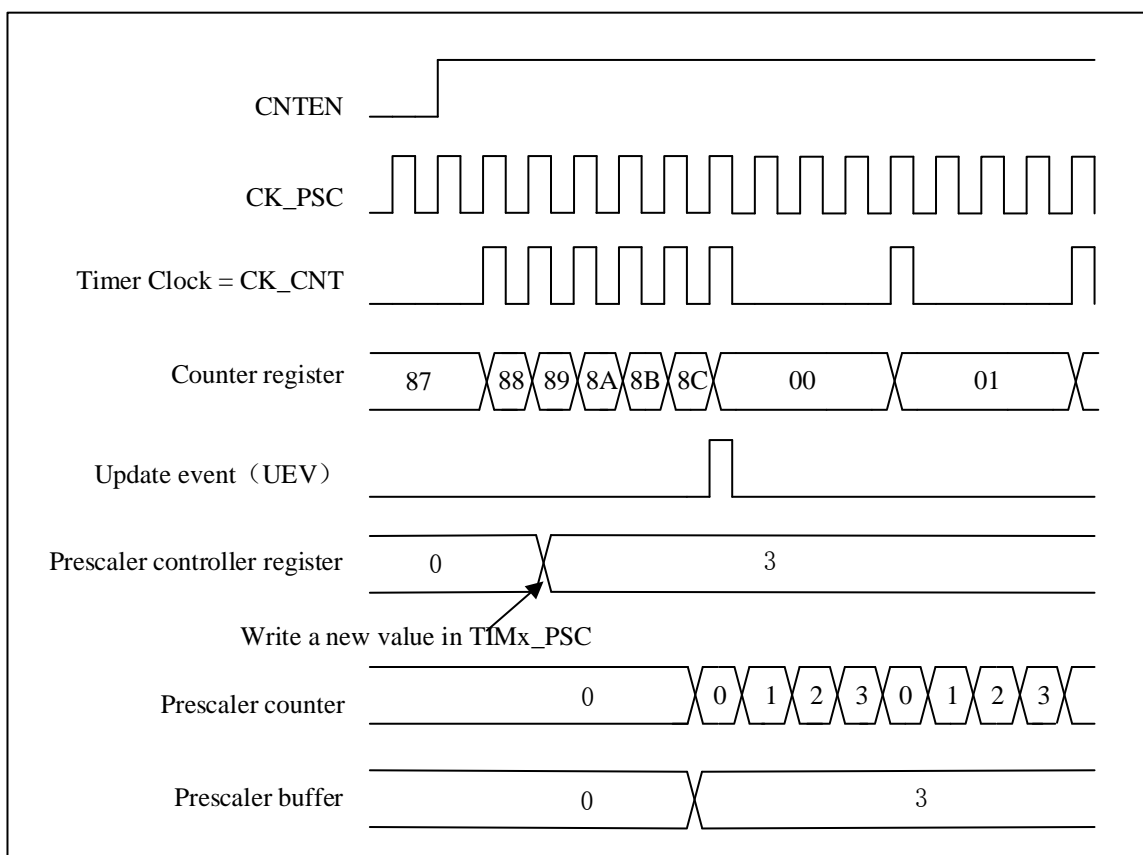 CNTEN
CK_PSC
Timer Clock = CK_CNT
Counter register 87 88 89 8A 8B 8C 00 01
Update event（UEV）
Prescaler controller register 0 3
Write a new value in TIMx_PSC
Prescaler counter 0 0 1 2 3 0 1 2 3
Prescaler buffer 0 3